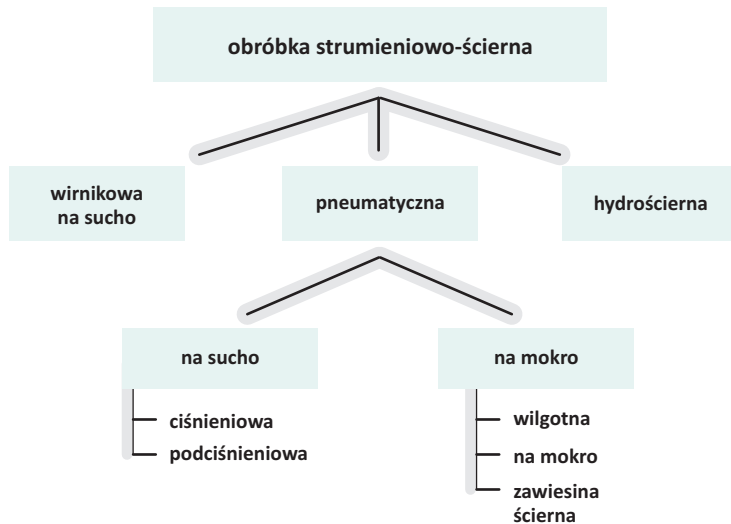 obróbka strumieniowo-ścierna
wirnikowa
na sucho
pneumatyczna
hydrościerna
na sucho
ciśnieniowa
podciśnieniowa
na mokro
wilgotna
na mokro
zawiesina
ścierna